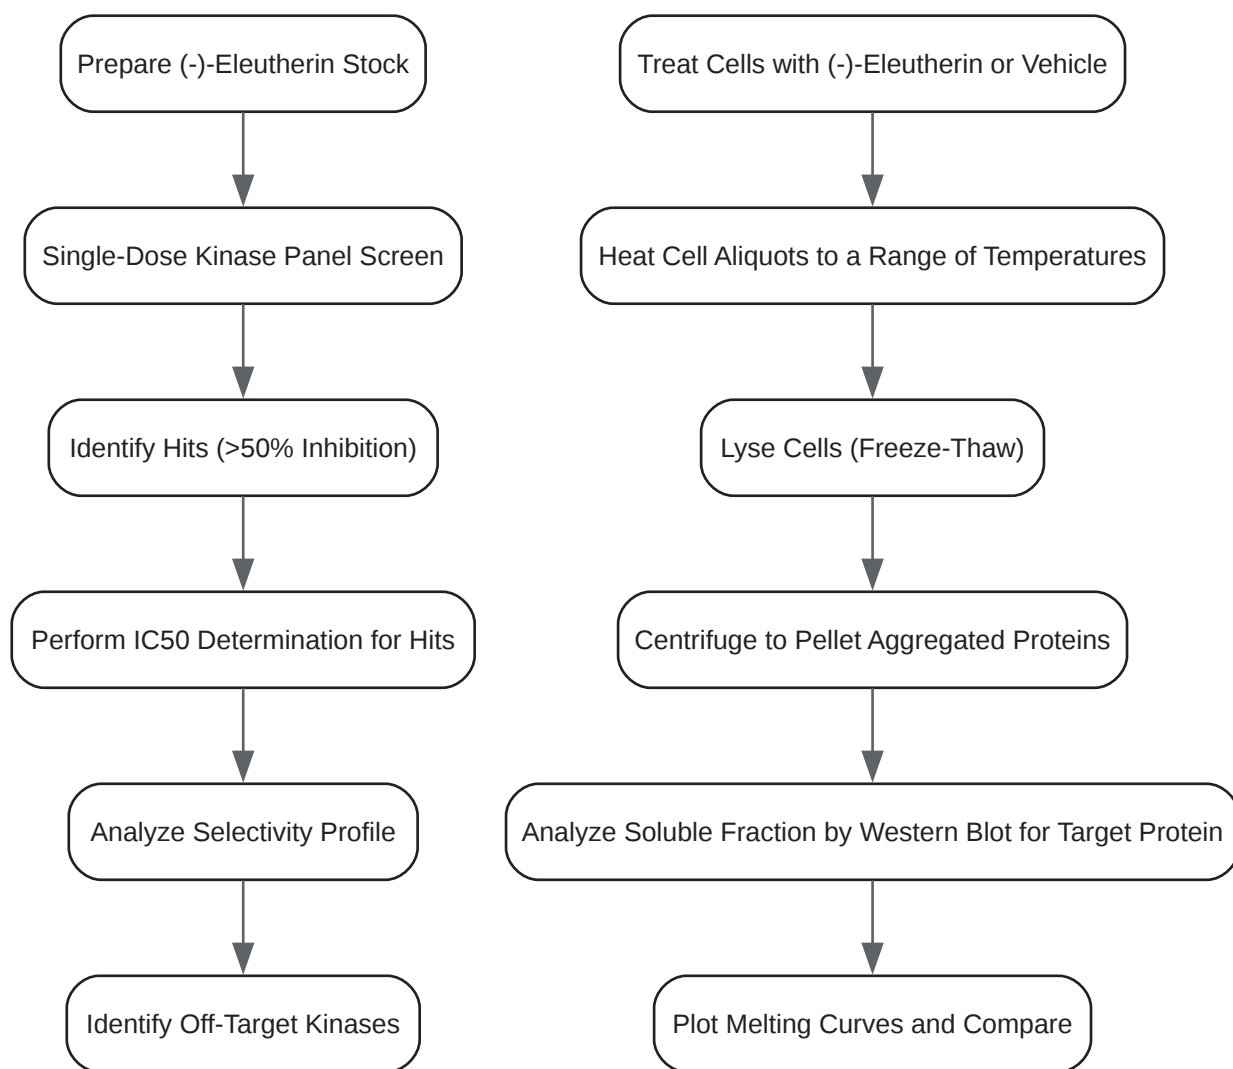 Prepare (-)-Eleutherin Stock
Single-Dose Kinase Panel Screen
Identify Hits (>50% Inhibition)
Perform IC50 Determination for Hits
Analyze Selectivity Profile
Identify Off-Target Kinases
Treat Cells with (-)-Eleutherin or Vehicle
Heat Cell Aliquots to a Range of Temperatures
Lyse Cells (Freeze-Thaw)
Centrifuge to Pellet Aggregated Proteins
Analyze Soluble Fraction by Western Blot for Target Protein
Plot Melting Curves and Compare